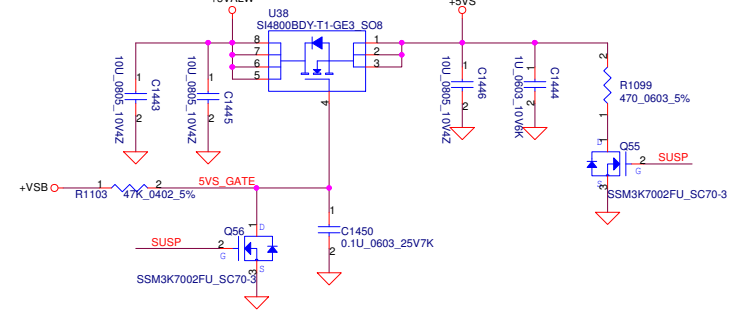 +5VS
U38
SI4800BDY-T1-GE3_SO8
8
7
6
5
1
2
3
4
10U_0805_10V4Z
1
2
C1443
10U_0805_10V4Z
1
2
C1445
10U_0805_10V4Z
1
2
C1446
1U_0603_10V6K
1
2
C1444
2
R1099
470_0603_5%
1
D
1
Q55
2
G
SUSP
S
3
SSM3K7002FU_SC70-3
+VSB
1
2
5VS_GATE
R1103
47K_0402_5%
Q56
1
D
SUSP
2
G
3
S
SSM3K7002FU_SC70-3
1
C1450
0.1U_0603_25V7K
2